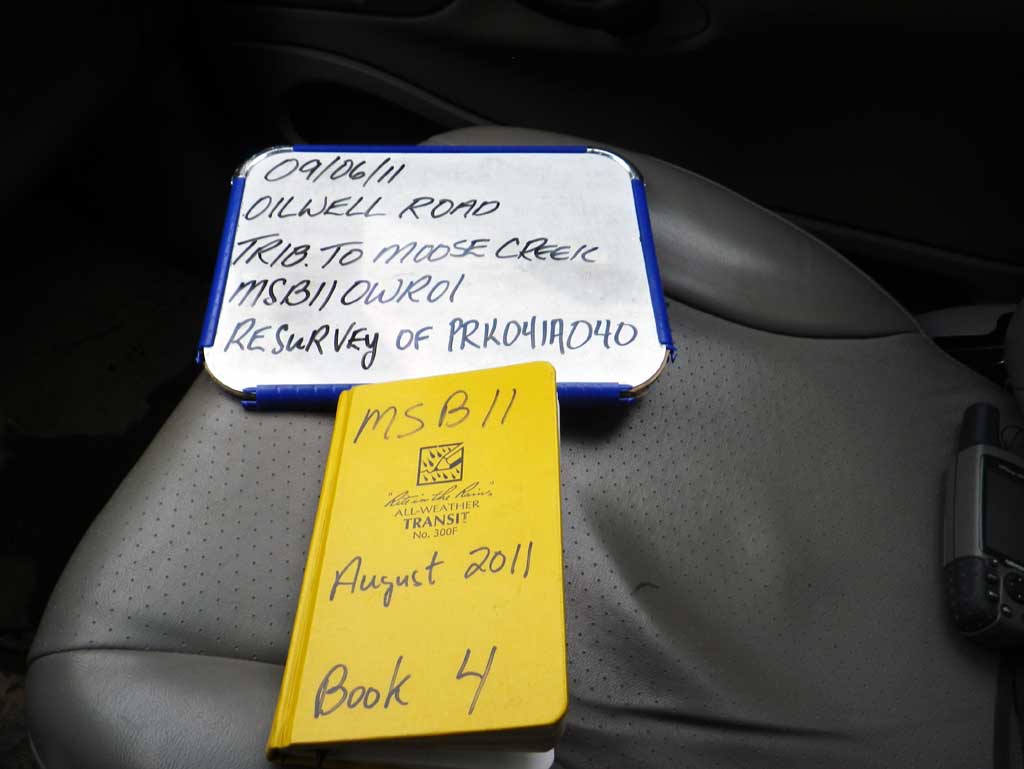 09/06/11
OILWELL ROAD
TRIB. TO MOOSE CREEK
MSB11OWR01
RESURVEY OF PRK041A040
MSB11
"Rite in the Rain"
ALL-WEATHER
TRANSIT
No. 300F
August 2011
Book 4